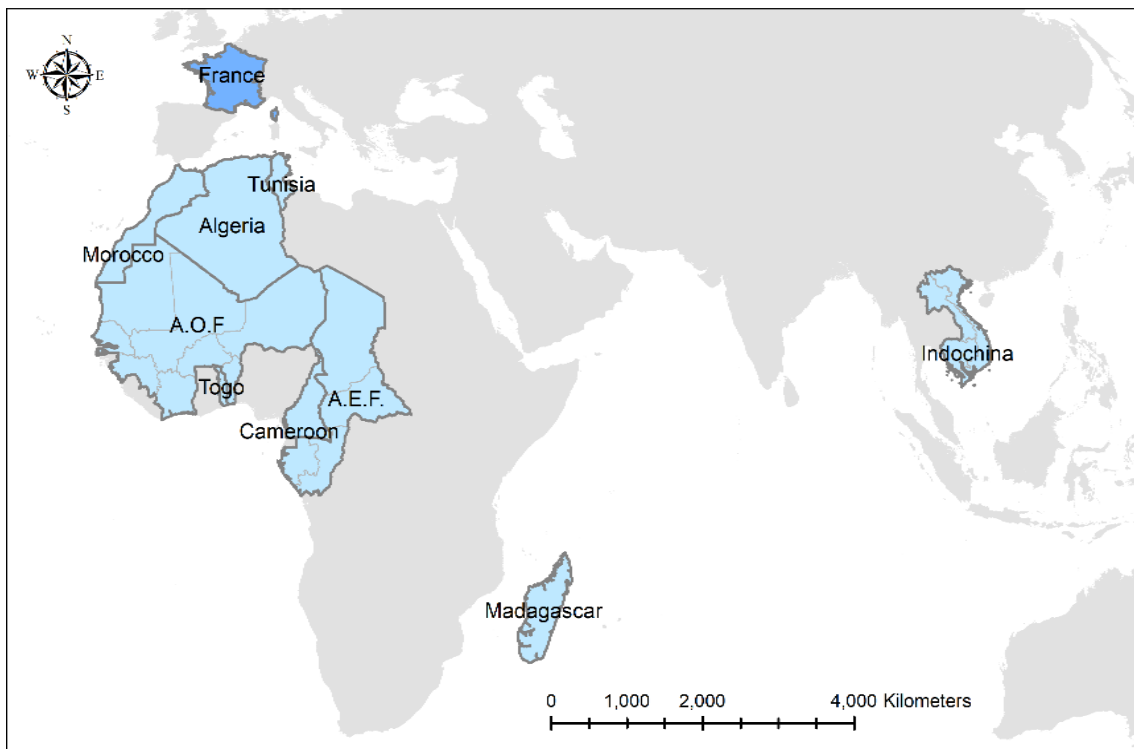 N
W E
S
France
Tunisia
Algeria
Morocco
A.O.F
Indochina
Togo
A.E.F.
Cameroon
Madagascar
0 1,000 2,000 4,000 Kilometers